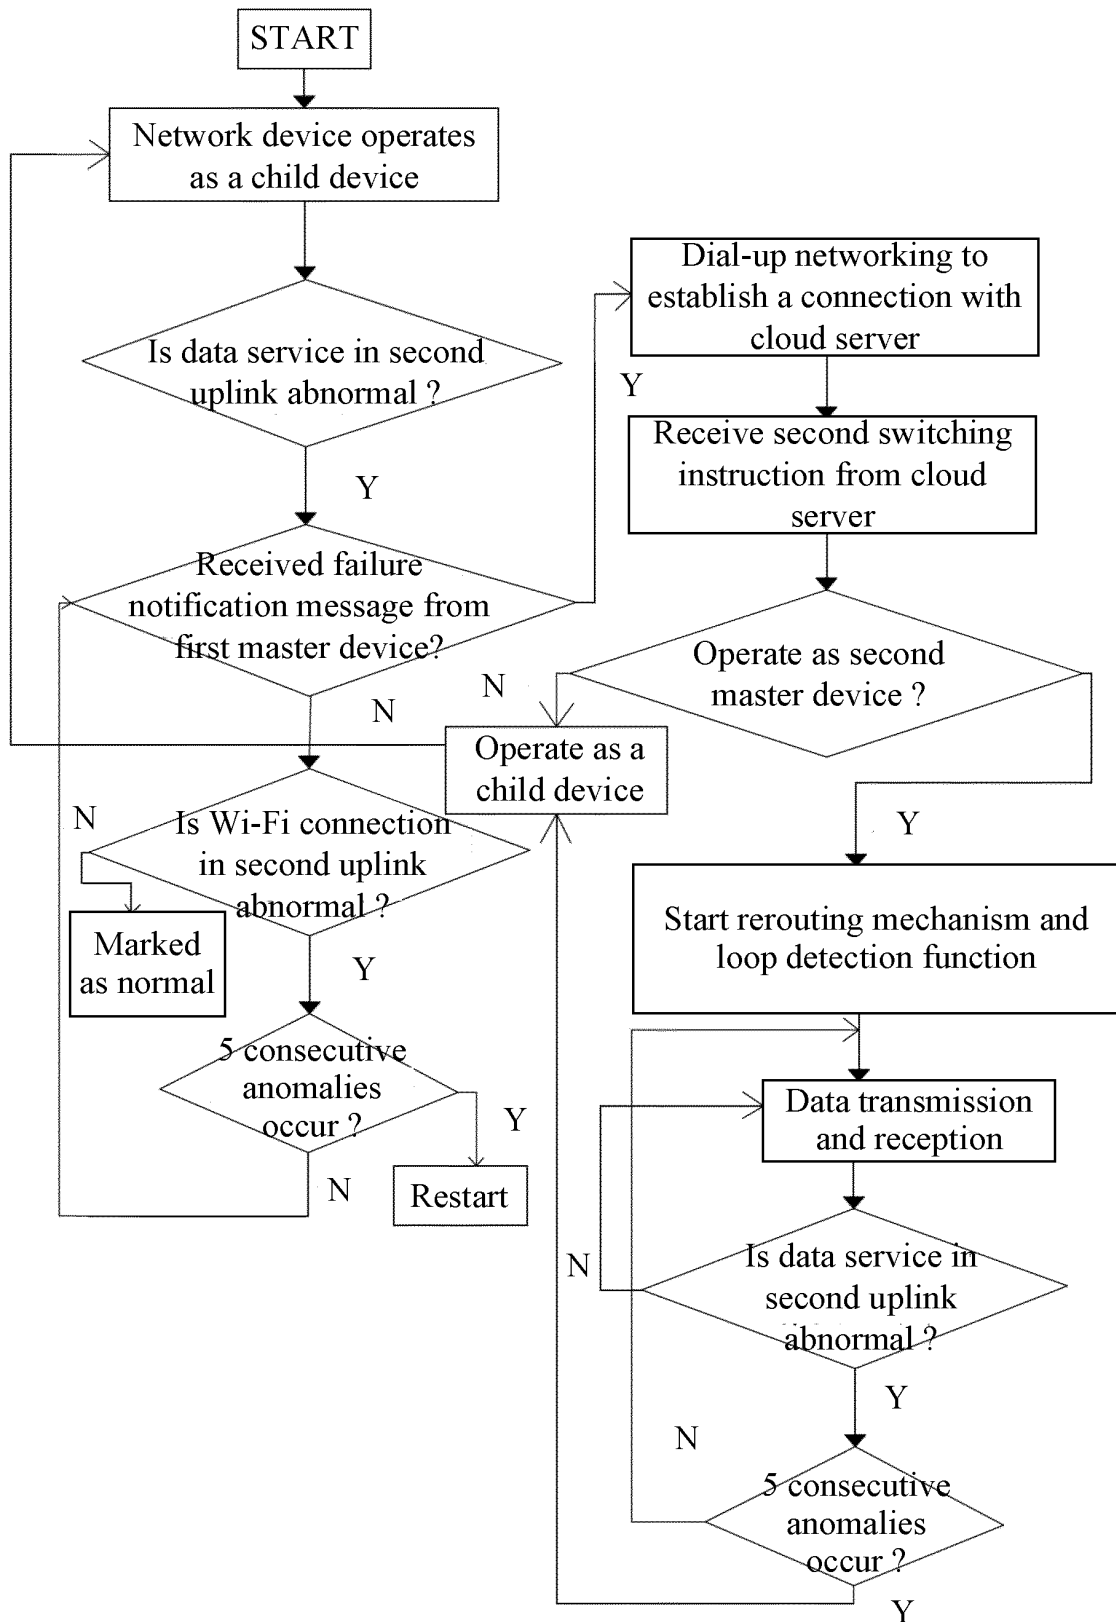 START
Network device operates
as a child device
Is data service in second
uplink abnormal ?
Y
Received failure
notification message from
first master device?
N
Is Wi-Fi connection
in second uplink
abnormal ?
N
Marked
as normal
Y
5 consecutive
anomalies
occur ?
Y
N
Restart
Y
Dial-up networking to
establish a connection with
cloud server
Receive second switching
instruction from cloud
server
Operate as second
master device ?
N
Operate as a
child device
Y
Start rerouting mechanism and
loop detection function
Data transmission
and reception
Is data service in
second uplink
abnormal ?
N
Y
5 consecutive
anomalies
occur ?
N
Y